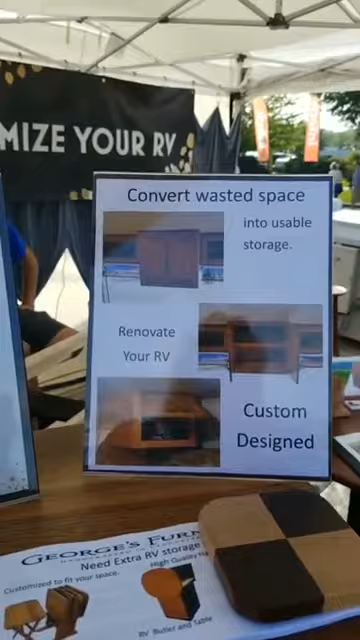 MIZE YOUR RV
Convert wasted space
into usable
storage.
Renovate
Your RV
Custom
Designed
GEORGE'S FURN
Need Extra RV storage
Customized to fit your space.
High Quality Ha
RV Butler and Table